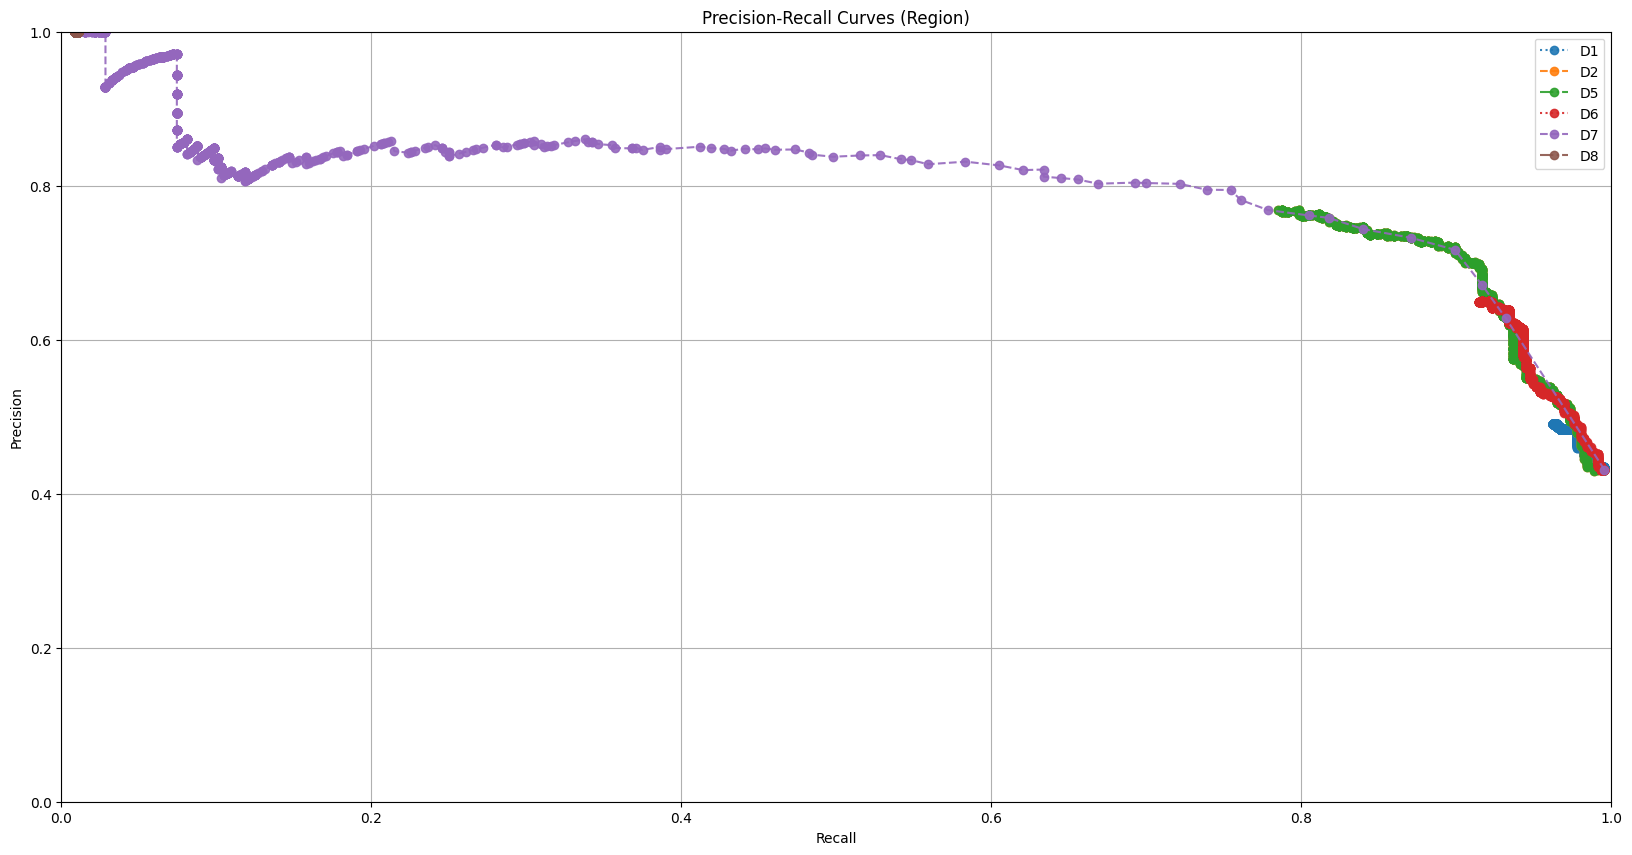 Precision-Recall Curves (Region)
1.0
0.8
0.6
0.4
0.2
0.0
Precision
0.0 0.2 0.4 0.6 0.8 1.0
Recall
D1
D2
D5
D6
D7
D8